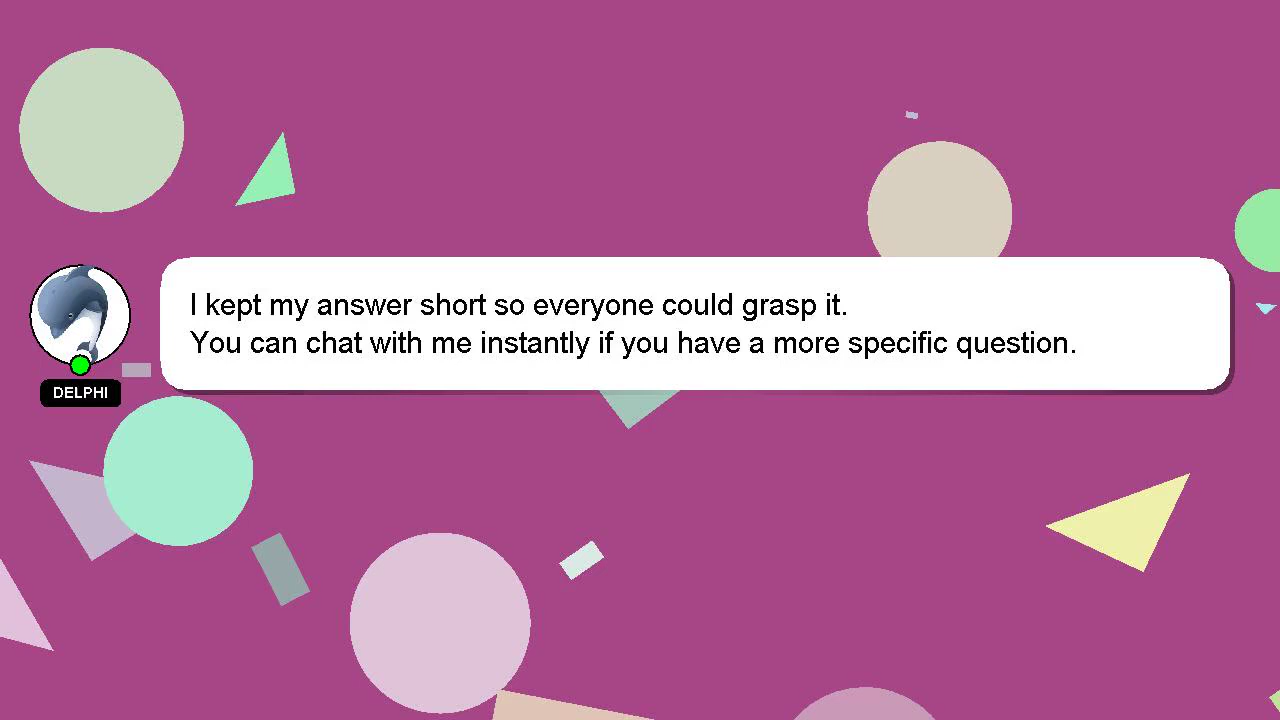 I kept my answer short so everyone could grasp it.
You can chat with me instantly if you have a more specific question.
DELPHI